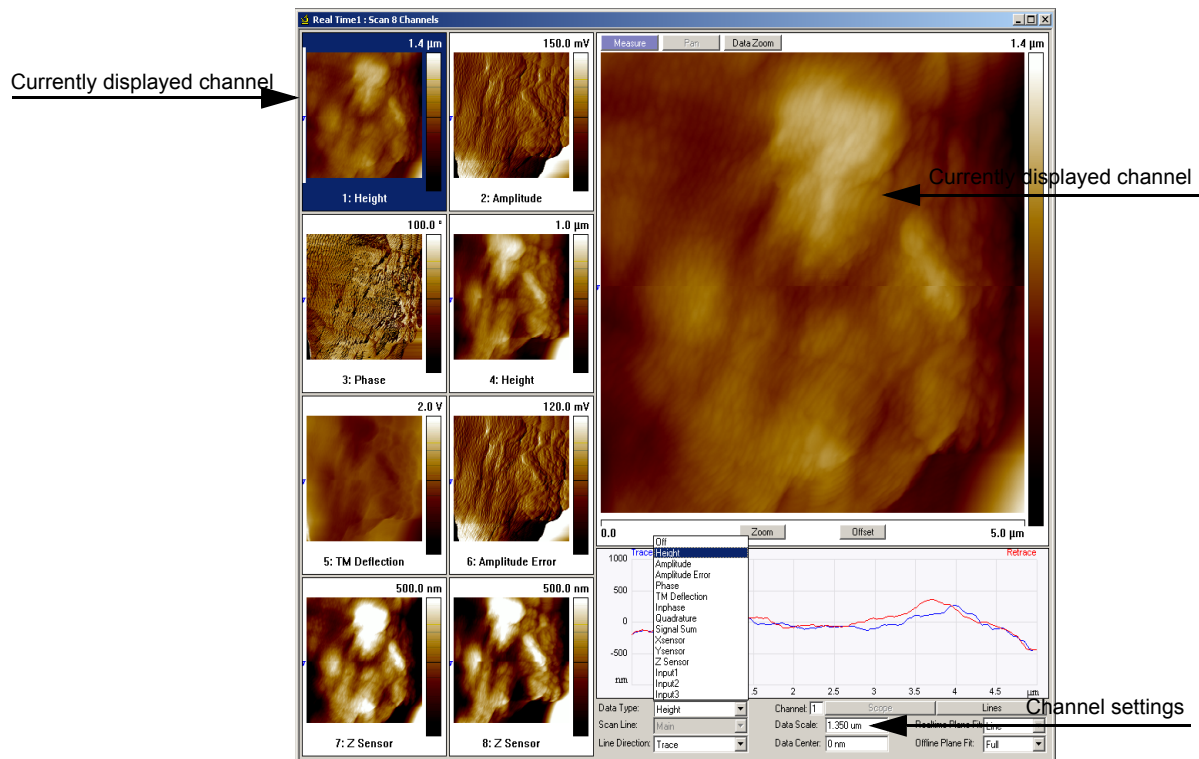 Real Time1 : Scan 8 Channels
Currently displayed channel
1.4 µm
1: Height
150.0 mV
2: Amplitude
100.0 °
3: Phase
1.0 µm
4: Height
2.0 V
5: TM Deflection
120.0 mV
6: Amplitude Error
500.0 nm
7: Z Sensor
500.0 nm
8: Z Sensor
Measure
Pan
Data Zoom
1.4 µm
Currently displayed channel
0.0
Zoom
Offset
5.0 µm
Trace
Retrace
1000
500
0
-500
nm
.5
2
2.5
3
3.5
4
4.5
µm
Off
Height
Amplitude
Amplitude Error
Phase
TM Deflection
Inphase
Quadrature
Signal Sum
Xsensor
Ysensor
Z Sensor
Input1
Input2
Input3
Data Type: Height
Channel: 1
Scope
Lines
Channel settings
Scan Line: Main
Data Scale: 1.350 um
Realtime Plane Fit: Line
Line Direction: Trace
Data Center: 0 nm
Offline Plane Fit: Full